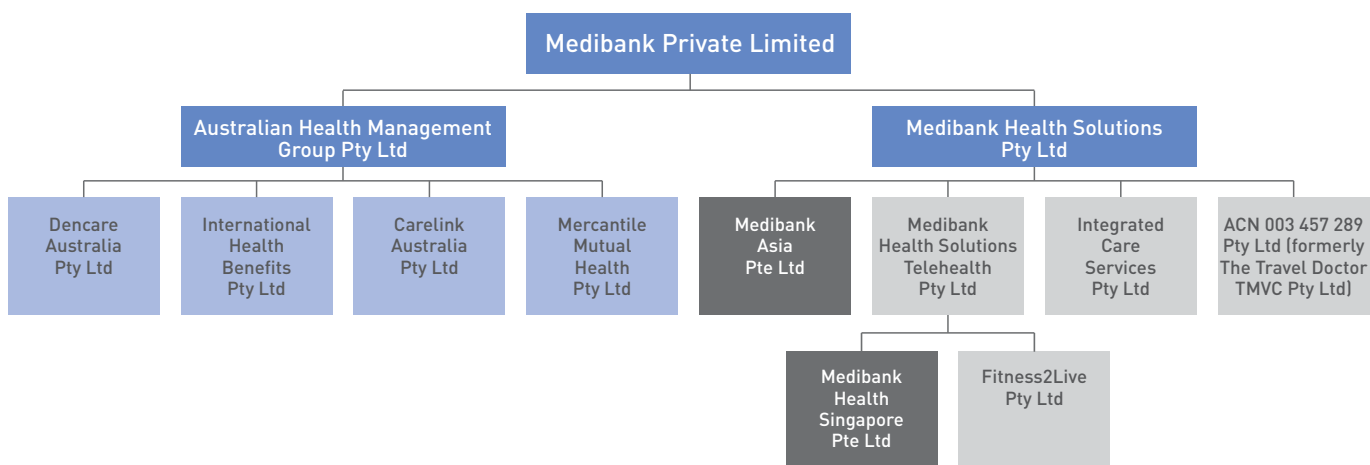 Medibank Private Limited
Australian Health Management
Group Pty Ltd
Medibank Health Solutions
Pty Ltd
Dencare
Australia
Pty Ltd
International
Health
Benefits
Pty Ltd
Carelink
Australia
Pty Ltd
Mercantile
Mutual
Health
Pty Ltd
Medibank
Asia
Pte Ltd
Medibank
Health Solutions
Telehealth
Pty Ltd
Integrated
Care
Services
Pty Ltd
ACN 003 457 289
Pty Ltd (formerly
The Travel Doctor
TMVC Pty Ltd)
Medibank
Health
Singapore
Pte Ltd
Fitness2Live
Pty Ltd